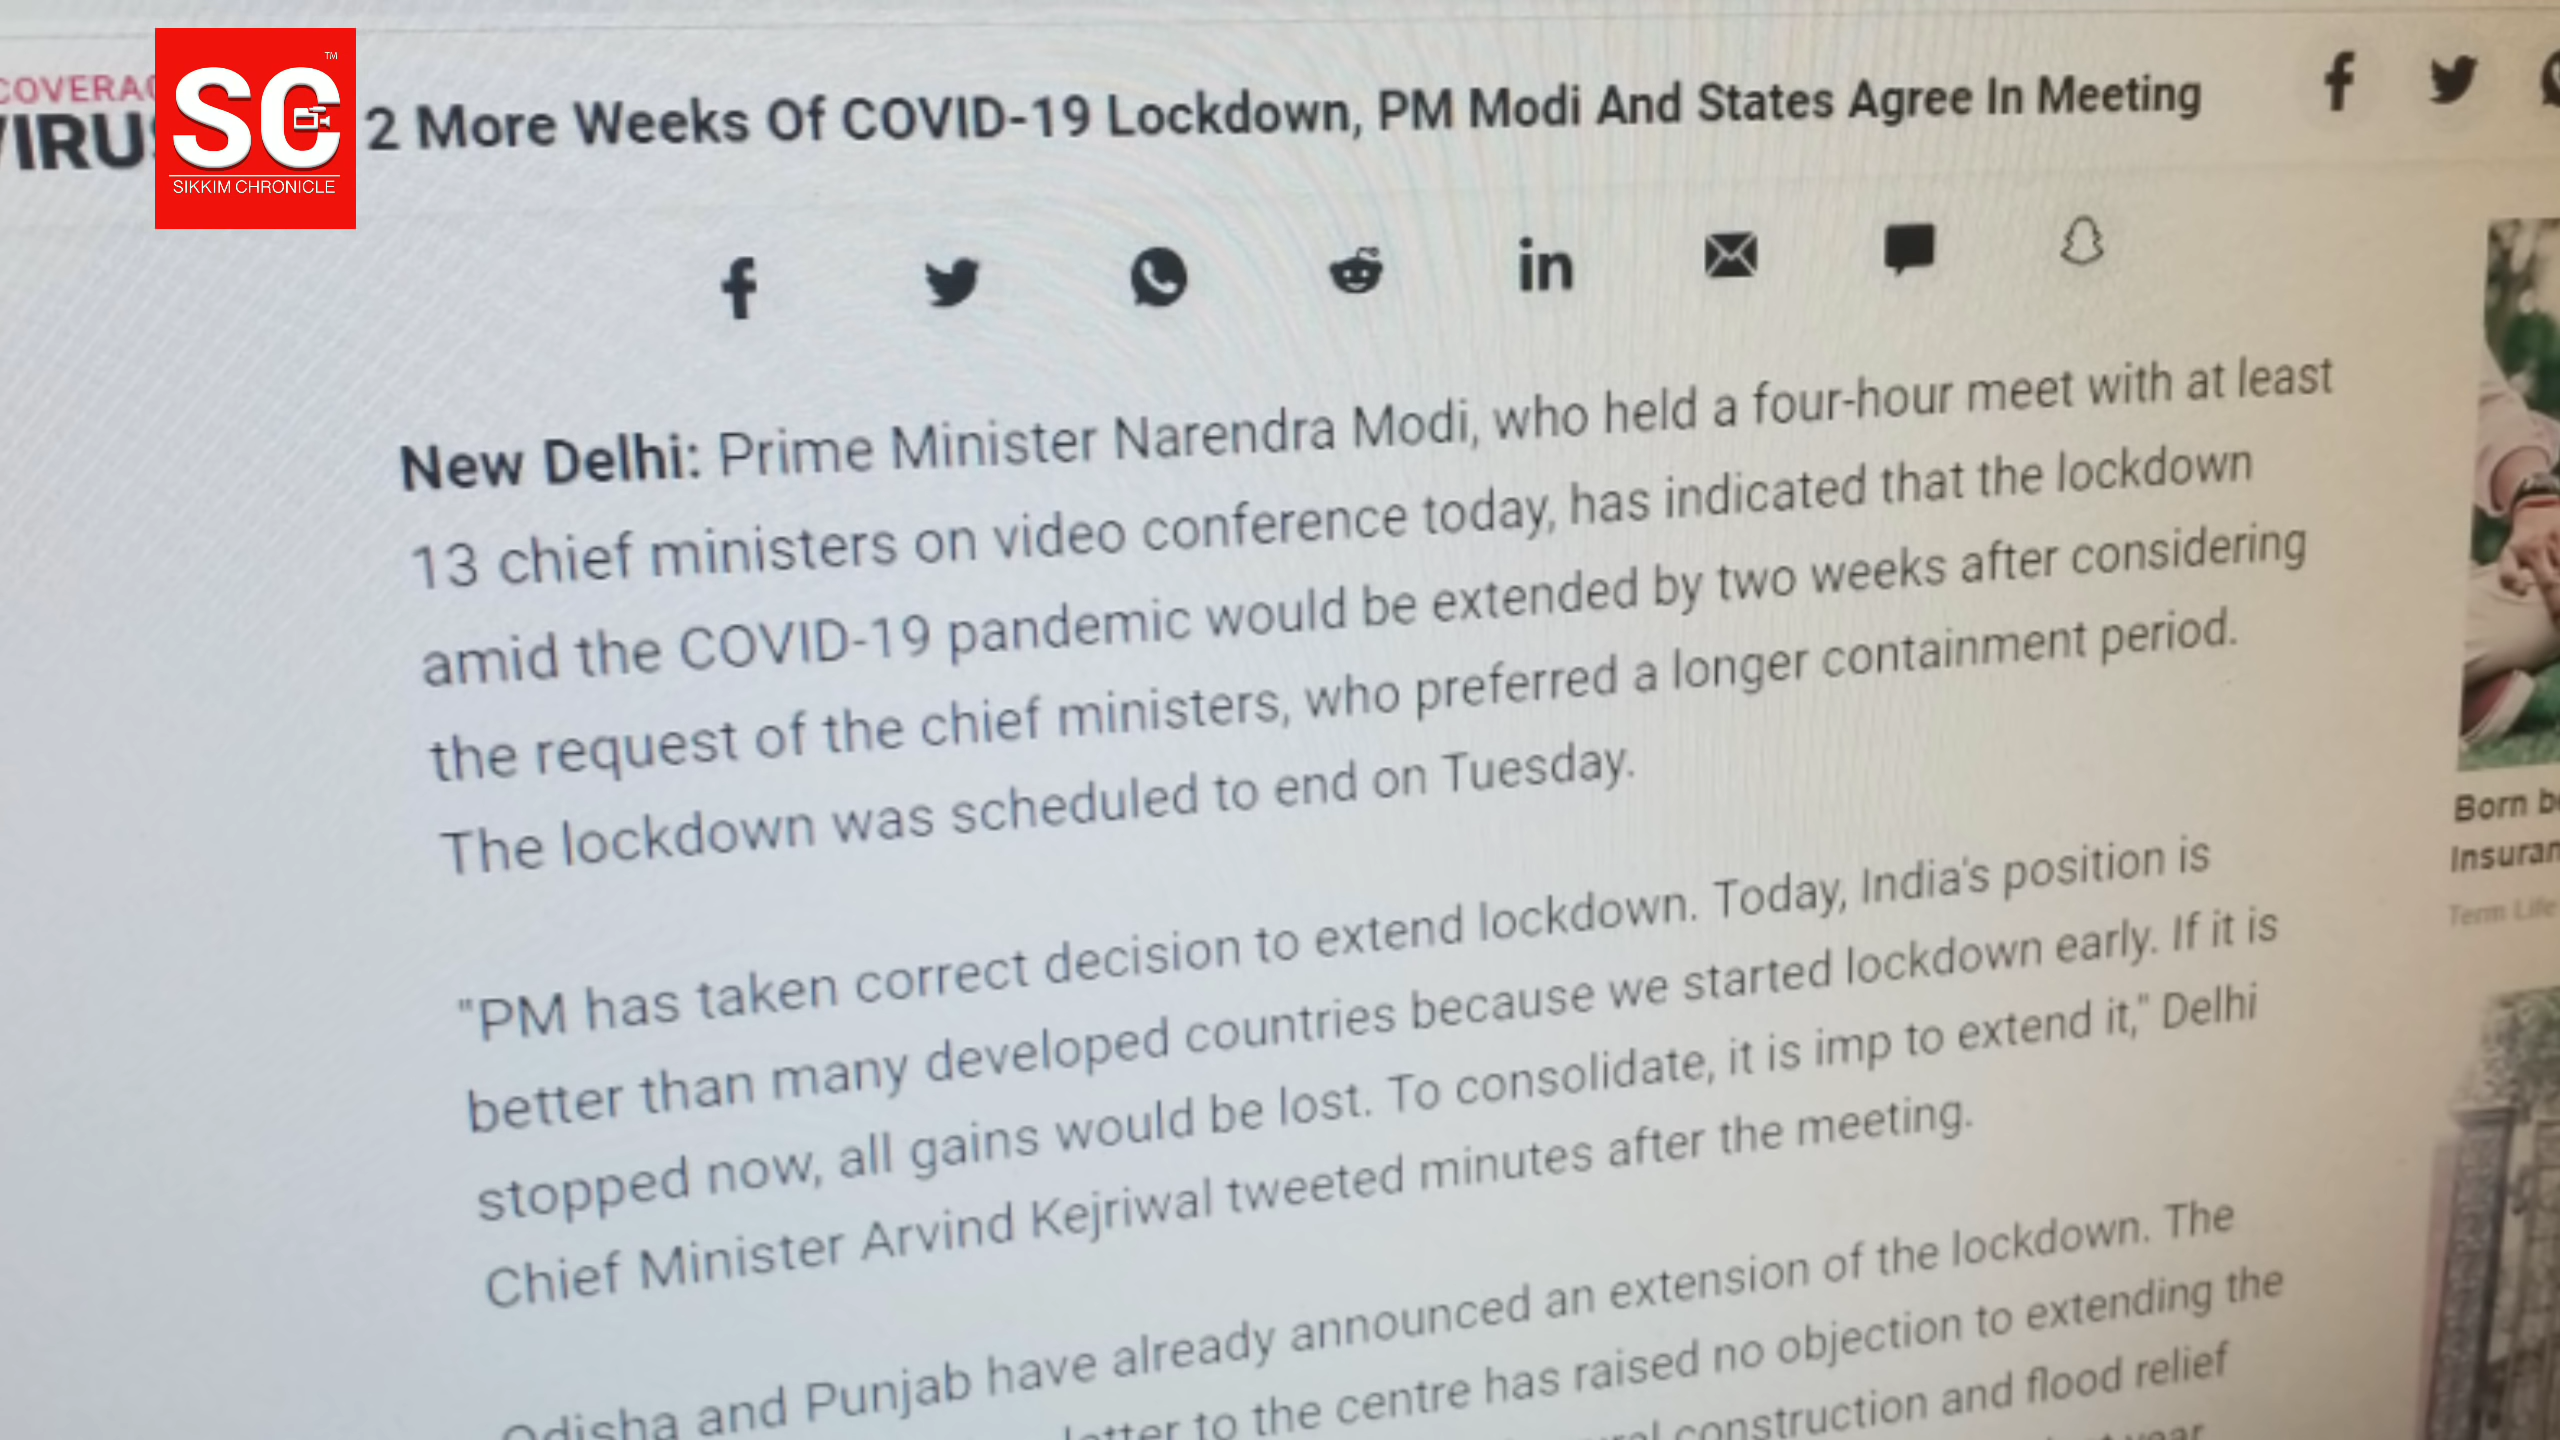 COVERA
VIRUS
SC
TM
SIKKIM CHRONICLE
2 More Weeks Of COVID-19 Lockdown, PM Modi And States Agree In Meeting
New Delhi: Prime Minister Narendra Modi, who held a four-hour meet with at least
13 chief ministers on video conference today, has indicated that the lockdown
amid the COVID-19 pandemic would be extended by two weeks after considering
the request of the chief ministers, who preferred a longer containment period.
The lockdown was scheduled to end on Tuesday.
"PM has taken correct decision to extend lockdown. Today, India's position is
better than many developed countries because we started lockdown early. If it is
stopped now, all gains would be lost. To consolidate, it is imp to extend it," Delhi
Chief Minister Arvind Kejriwal tweeted minutes after the meeting.
Odisha and Punjab have already announced an extension of the lockdown. The
letter to the centre has raised no objection to extending the
construction and flood relief
year
Born b
Insuran
Term Life